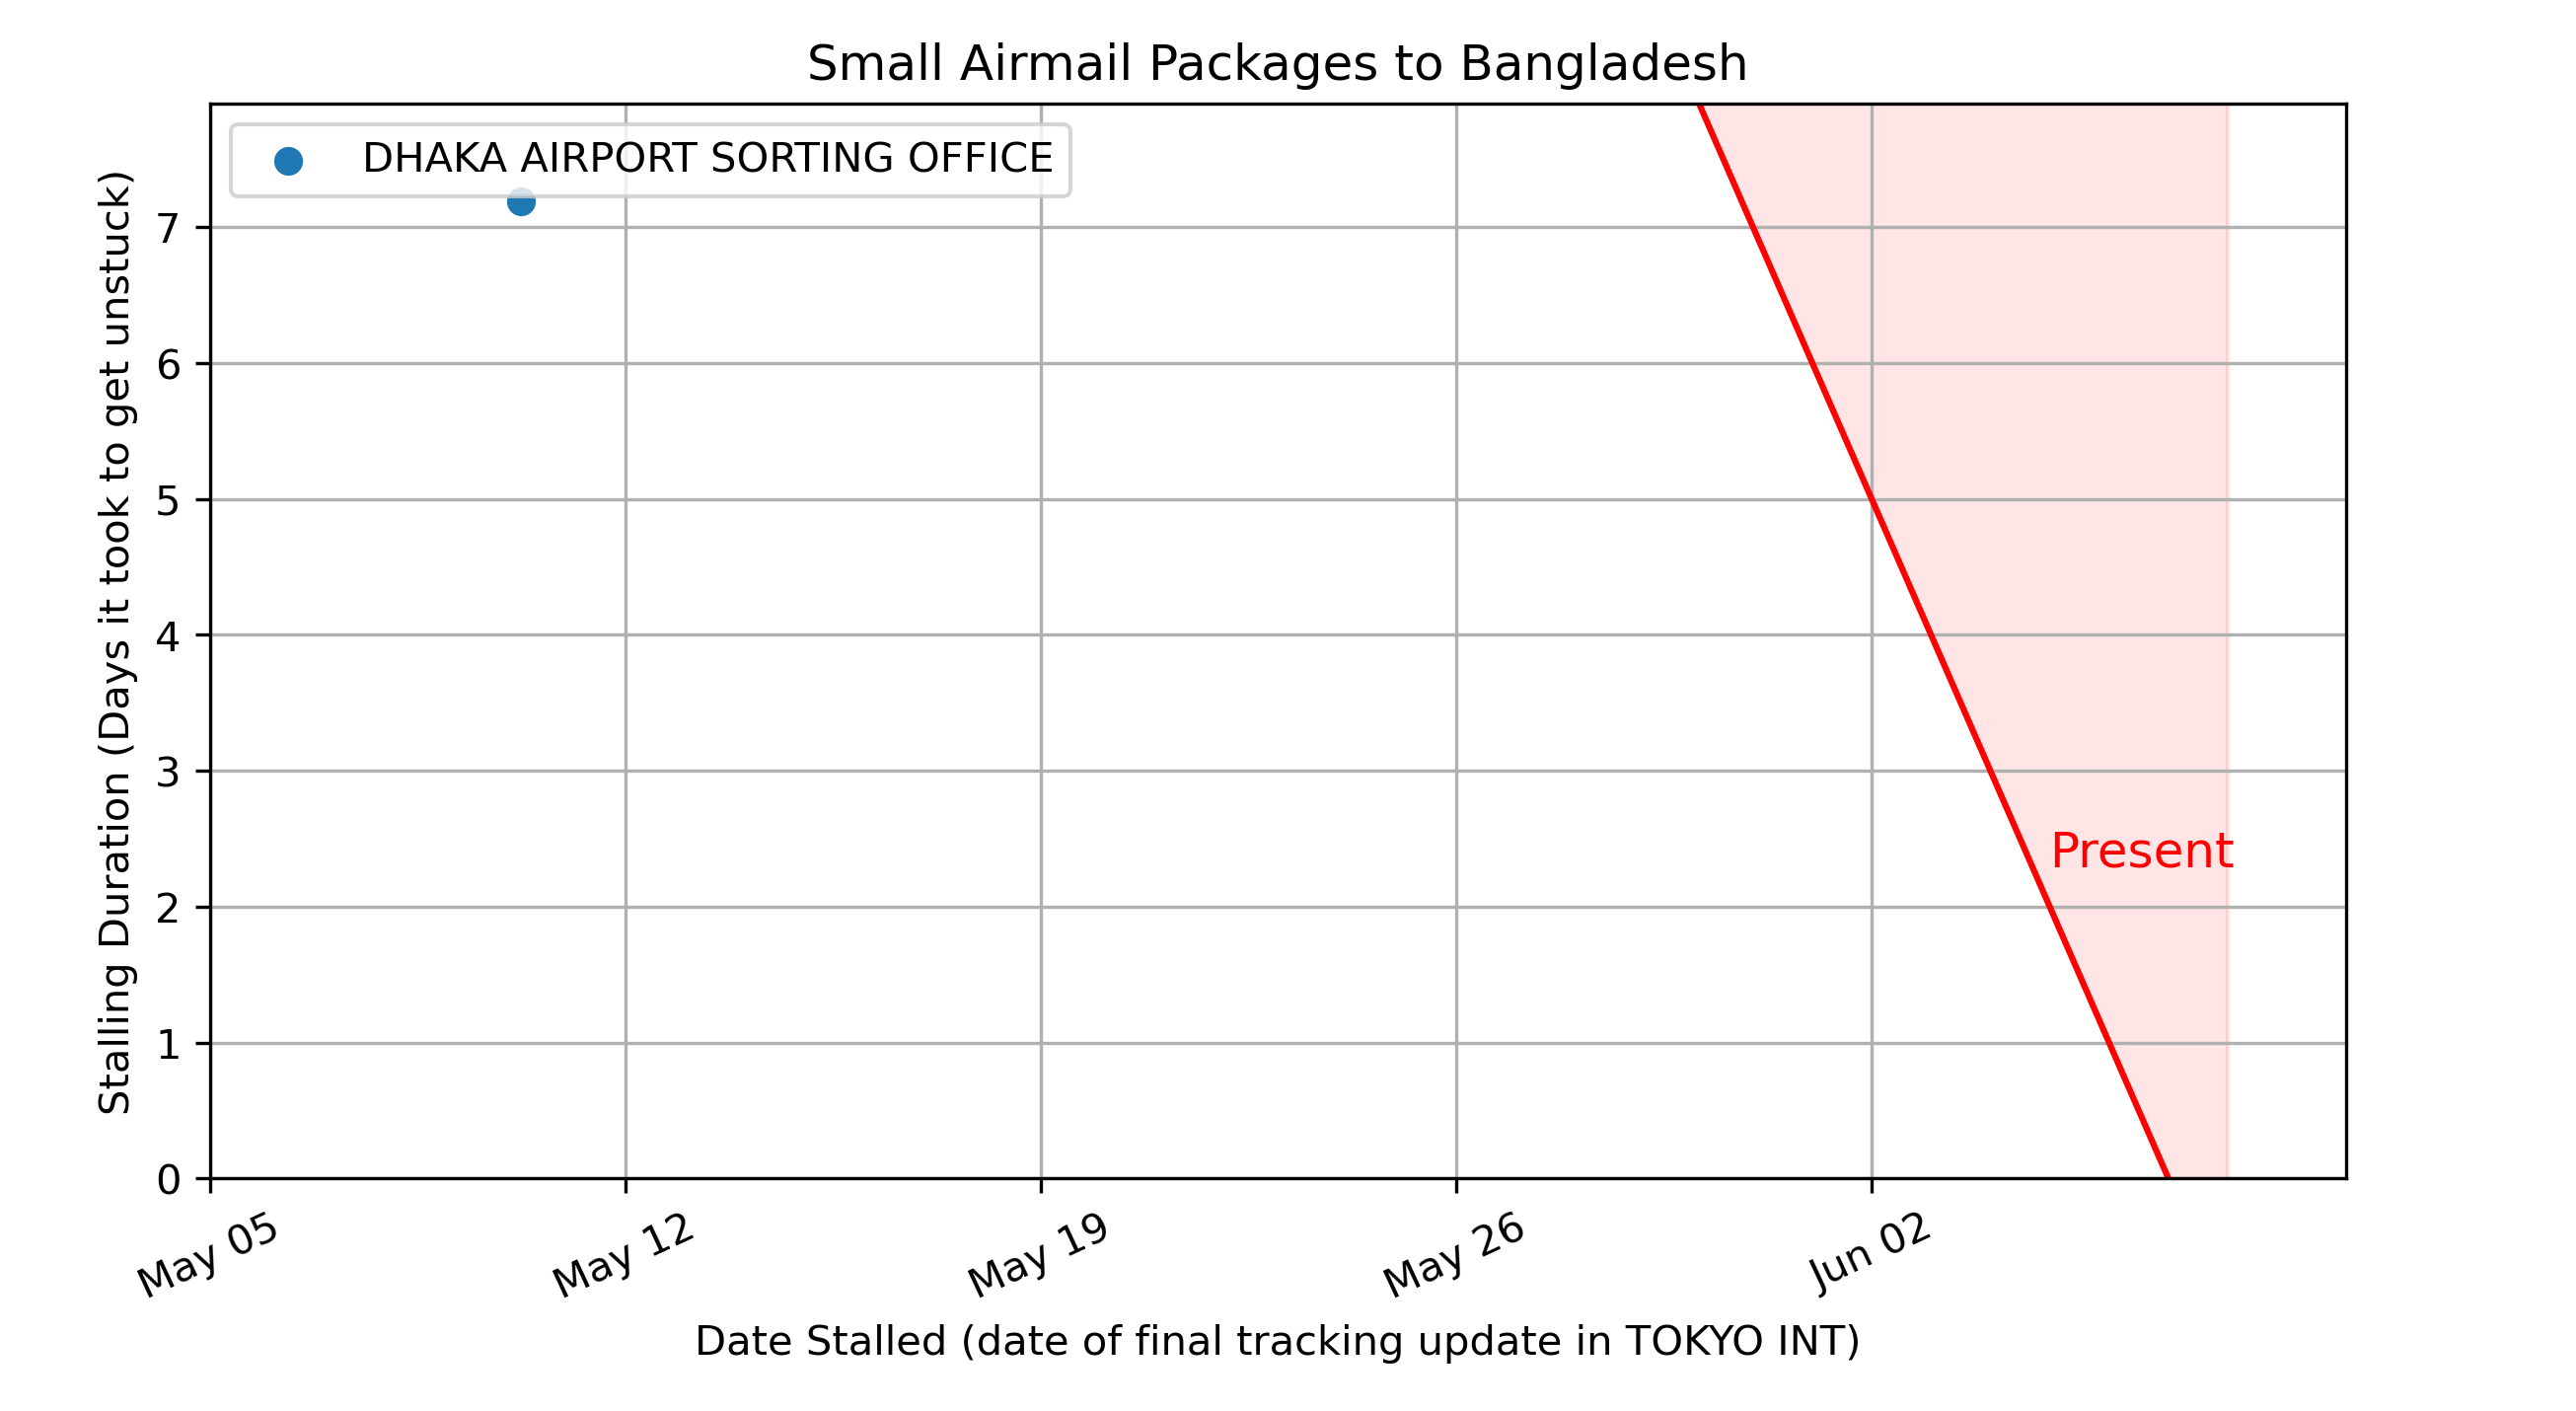 Small Airmail Packages to Bangladesh
DHAKA AIRPORT SORTING OFFICE
Stalling Duration (Days it took to get unstuck)
7
6
5
4
3
2
1
0
Present
May 05
May 12
May 19
May 26
Jun 02
Date Stalled (date of final tracking update in TOKYO INT)